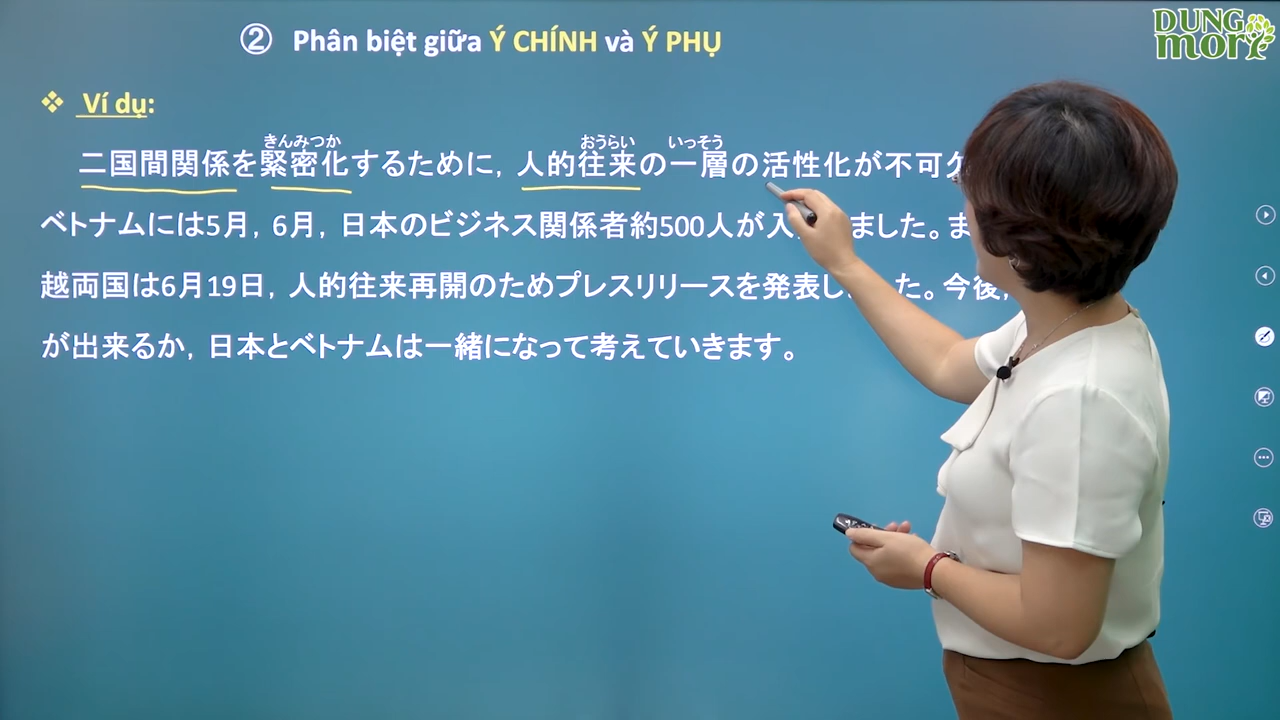 ② Phân biệt giữa Ý CHÍNH và Ý PHỤ
DUNG
mori
❖ Ví dụ:
きんみつか おうらい いっそう
二国間関係を緊密化するために, 人的往来の一層の活性化が不可欠
ベトナムには5月, 6月, 日本のビジネス関係者約500人が入 ました。ま
越両国は6月19日, 人的往来再開のためプレスリリースを発表し た。今後,
が出来るか, 日本とベトナムは一緒になって考えていきます。